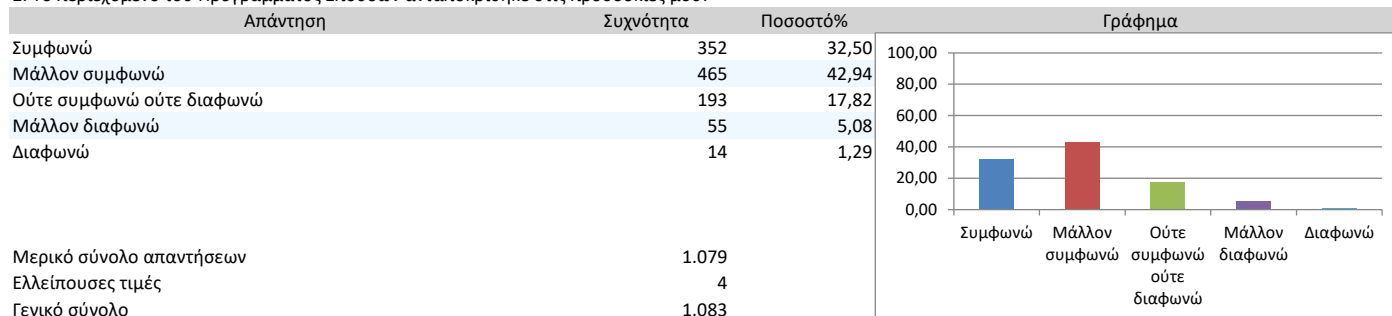 Απάντηση Συχνότητα Ποσοστό% Γράφημα
Συμφωνώ 352 32,50
Μάλλον συμφωνώ 465 42,94
Ούτε συμφωνώ ούτε διαφωνώ 193 17,82
Μάλλον διαφωνώ 55 5,08
Διαφωνώ 14 1,29
Μερικό σύνολο απαντήσεων 1.079
Ελλείπουσες τιμές 4
Γενικό σύνολο 1.083
100,00
80,00
60,00
40,00
20,00
0,00
Συμφωνώ
Μάλλον
συμφωνώ
Ούτε
συμφωνώ
ούτε
διαφωνώ
Μάλλον
διαφωνώ
Διαφωνώ